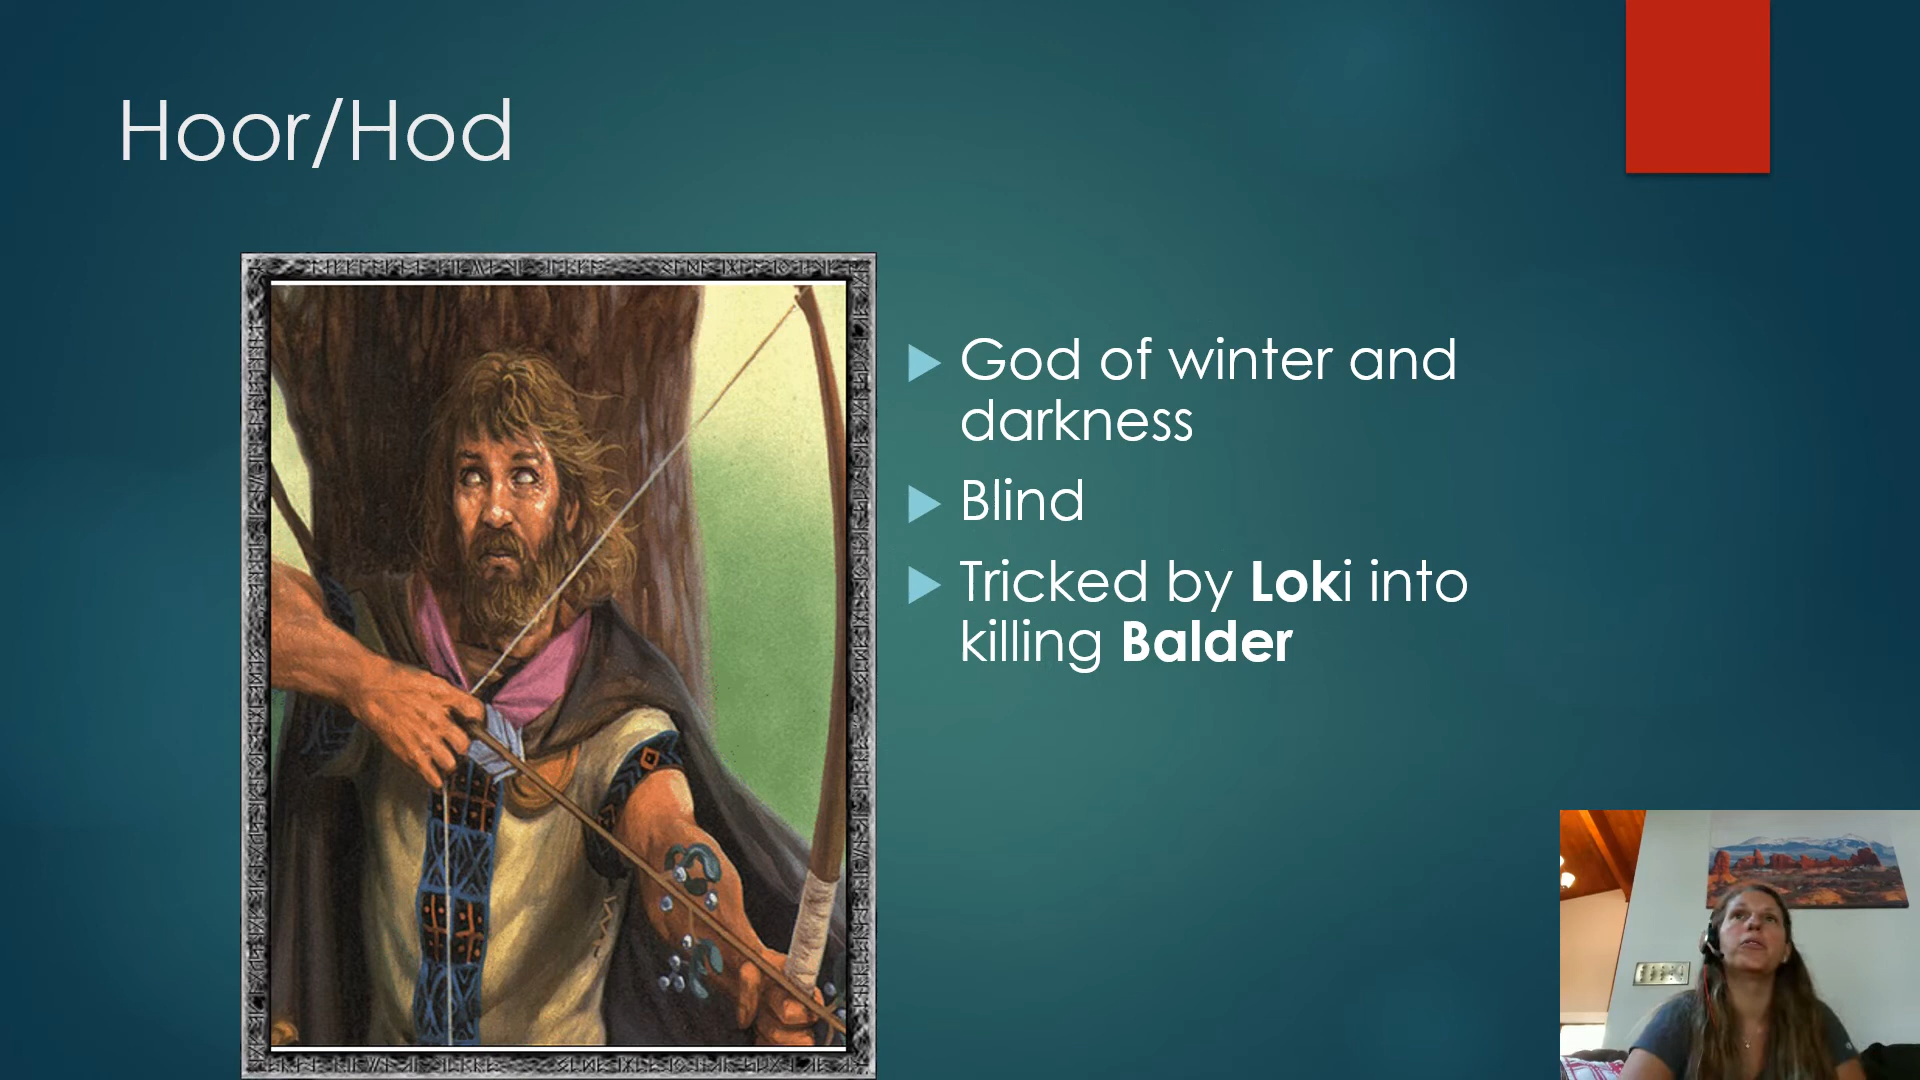 Hoor/Hod
God of winter and
darkness
Blind
Tricked by Loki into
killing Balder